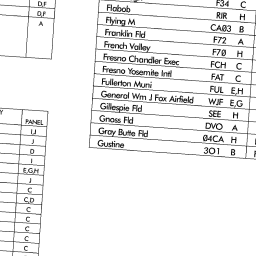 D,F
D,F
A
F34 C
Flabob RIR H
Flying M CA03 B
Franklin Fld F72 A
French Valley F70 H
Fresno Chandler Exec FCH C
Fresno Yosemite Intl FAT C
Fullerton Muni FUL E,H
General Wm J Fox Airfield WJF E,G
Gillespie Fld SEE H
Gnoss Fld DVO A
Gray Butte Fld 04CA H
Gustine 3O1 B
PANEL
I,J
J
D
I
E,G,H
J
C
C,D
C
C
C
C
C